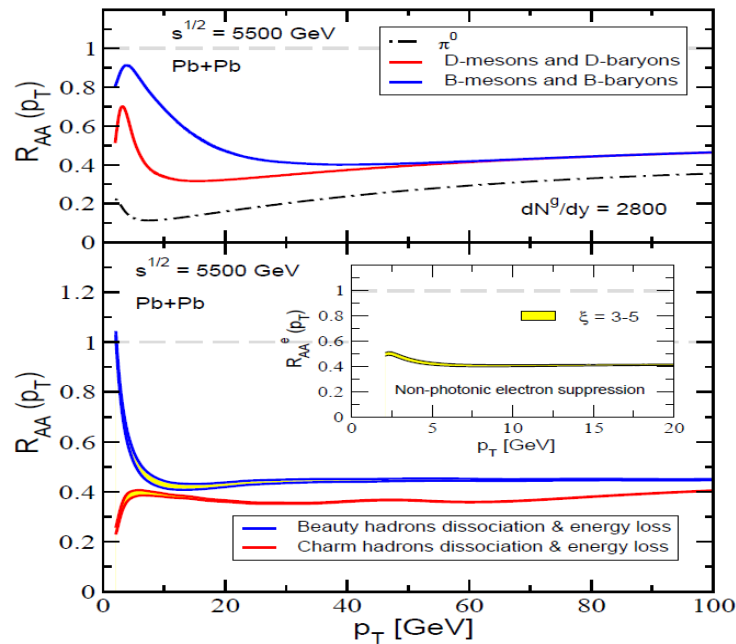 s^1/2 = 5500 GeV
Pb+Pb
π^0
D-mesons and D-baryons
B-mesons and B-baryons
dN^g/dy = 2800
R_AA (p_T)
1
0.8
0.6
0.4
0.2
0
s^1/2 = 5500 GeV
Pb+Pb
R_AA (p_T)
1.2
1
0.8
0.6
0.4
0.2
0
R_AA^e (p_T)
1
0.8
0.6
0.4
0.2
0
ξ = 3-5
Non-photonic electron suppression
0 5 10 15 20
p_T [GeV]
Beauty hadrons dissociation & energy loss
Charm hadrons dissociation & energy loss
0 20 40 60 80 100
p_T [GeV]